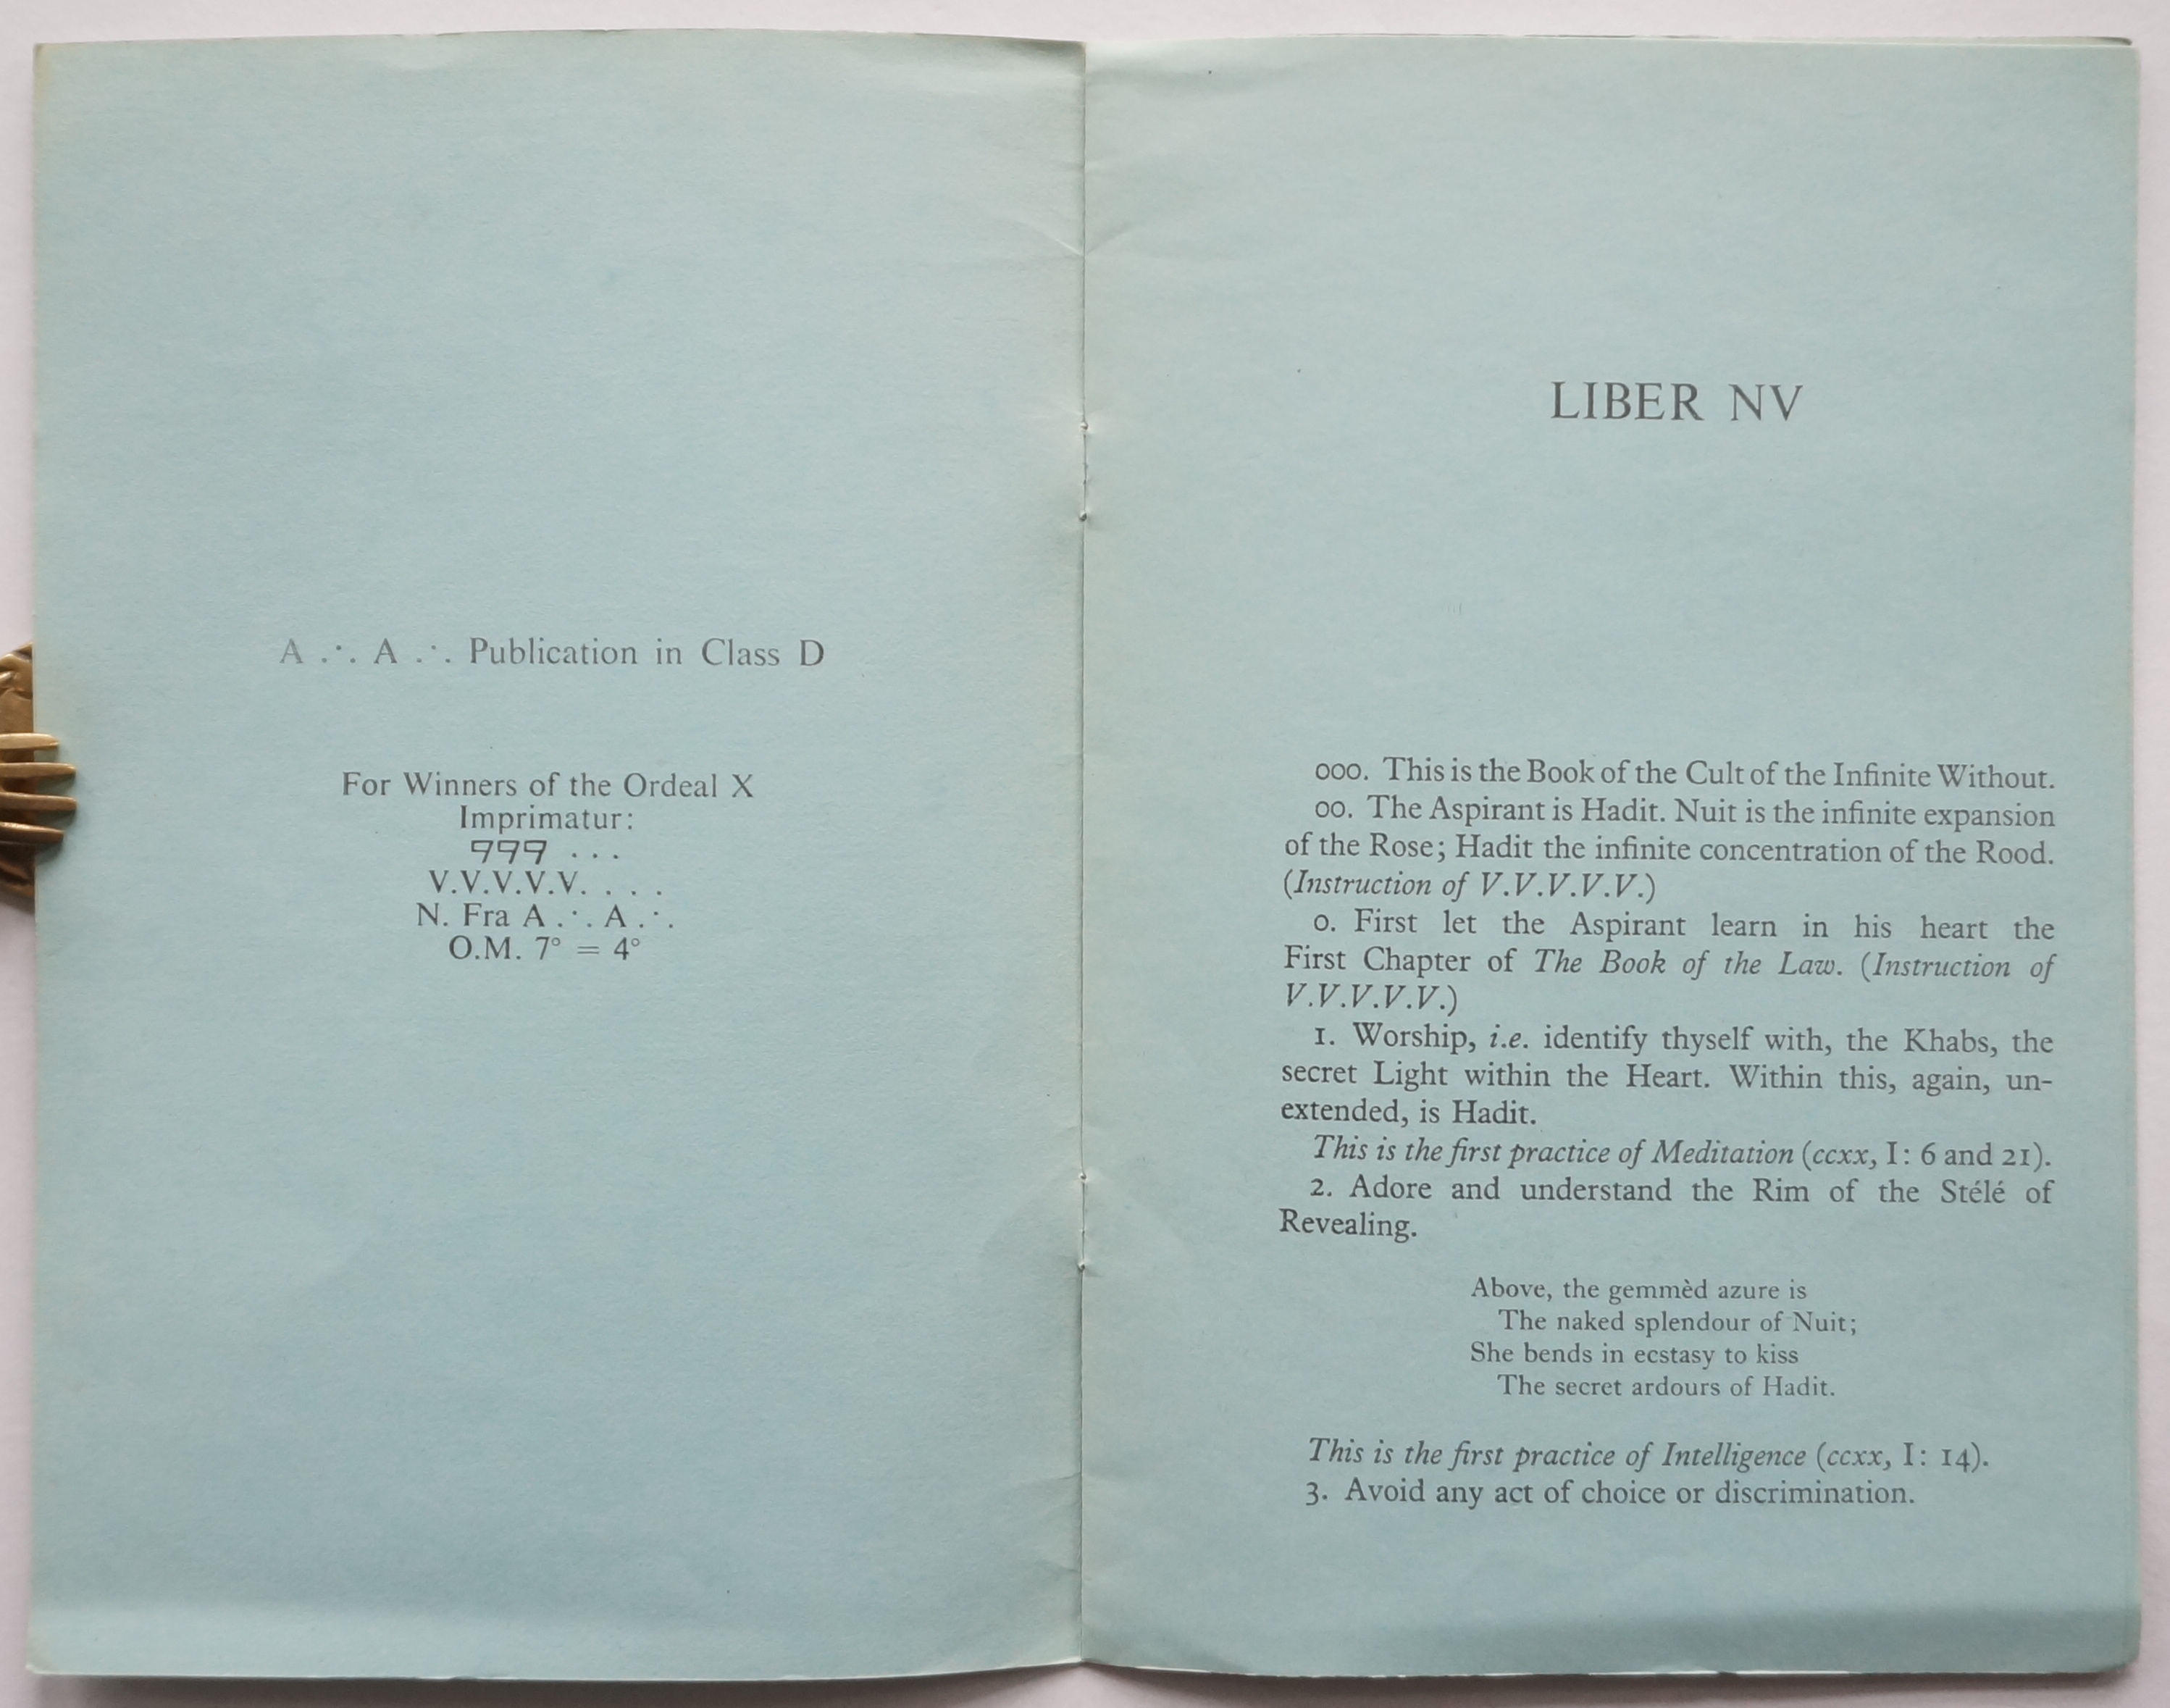 A .·. A .·. Publication in Class D
For Winners of the Ordeal X
Imprimatur:
999 ...
V.V.V.V.V. . . .
N. Fra A .·. A .·.
O.M. 7° = 4°
LIBER NV
000. This is the Book of the Cult of the Infinite Without.
00. The Aspirant is Hadit. Nuit is the infinite expansion
of the Rose; Hadit the infinite concentration of the Rood.
(Instruction of V.V.V.V.V.)
0. First let the Aspirant learn in his heart the
First Chapter of The Book of the Law. (Instruction of
V.V.V.V.V.)
1. Worship, i.e. identify thyself with, the Khabs, the
secret Light within the Heart. Within this, again, un-
extended, is Hadit.
This is the first practice of Meditation (ccxx, I: 6 and 21).
2. Adore and understand the Rim of the Stélé of
Revealing.
Above, the gemmèd azure is
The naked splendour of Nuit;
She bends in ecstasy to kiss
The secret ardours of Hadit.
This is the first practice of Intelligence (ccxx, I: 14).
3. Avoid any act of choice or discrimination.